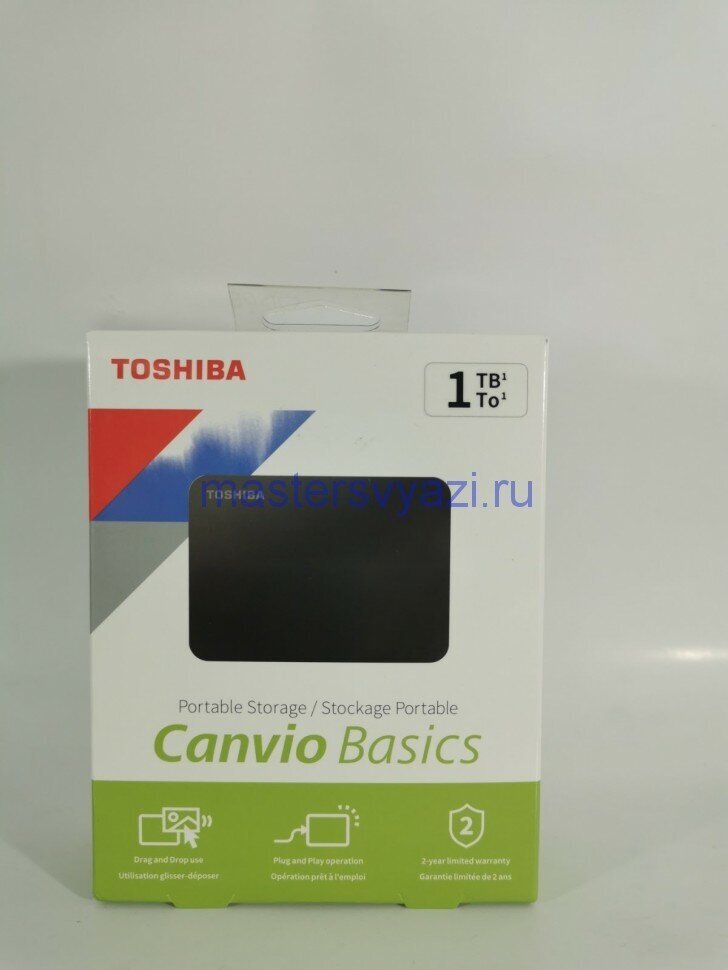 TOSHIBA
1 TB¹
To¹
TOSHIBA
mastersvyazi.ru
Portable Storage / Stockage Portable
Canvio Basics
2
Drag and Drop use
Utilisation glisser-déposer
Plug and Play operation
Opération prêt à l'emploi
2-year limited warranty
Garantie limitée de 2 ans